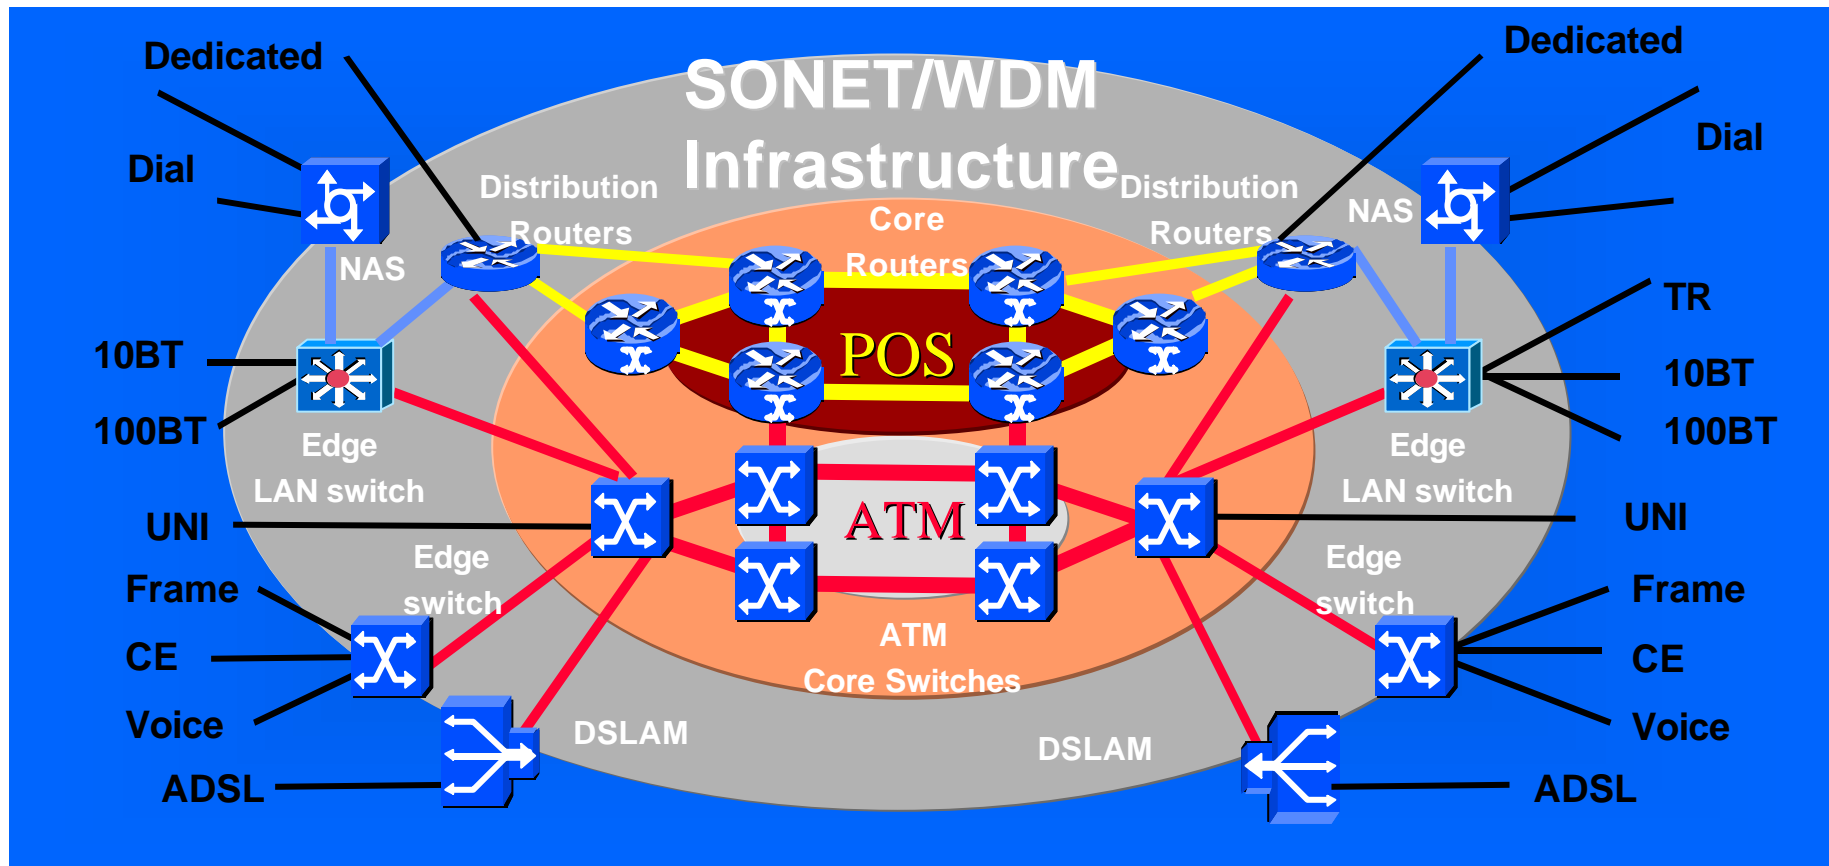 Dedicated
Dedicated
SONET/WDM
Infrastructure
Dial
Dial
Distribution
Routers
Distribution
Routers
NAS
NAS
Core
Routers
TR
10BT
10BT
100BT
100BT
POS
Edge
LAN switch
Edge
LAN switch
UNI
UNI
ATM
Edge
switch
Edge
switch
Frame
Frame
CE
CE
ATM
Core Switches
Voice
Voice
DSLAM
DSLAM
ADSL
ADSL